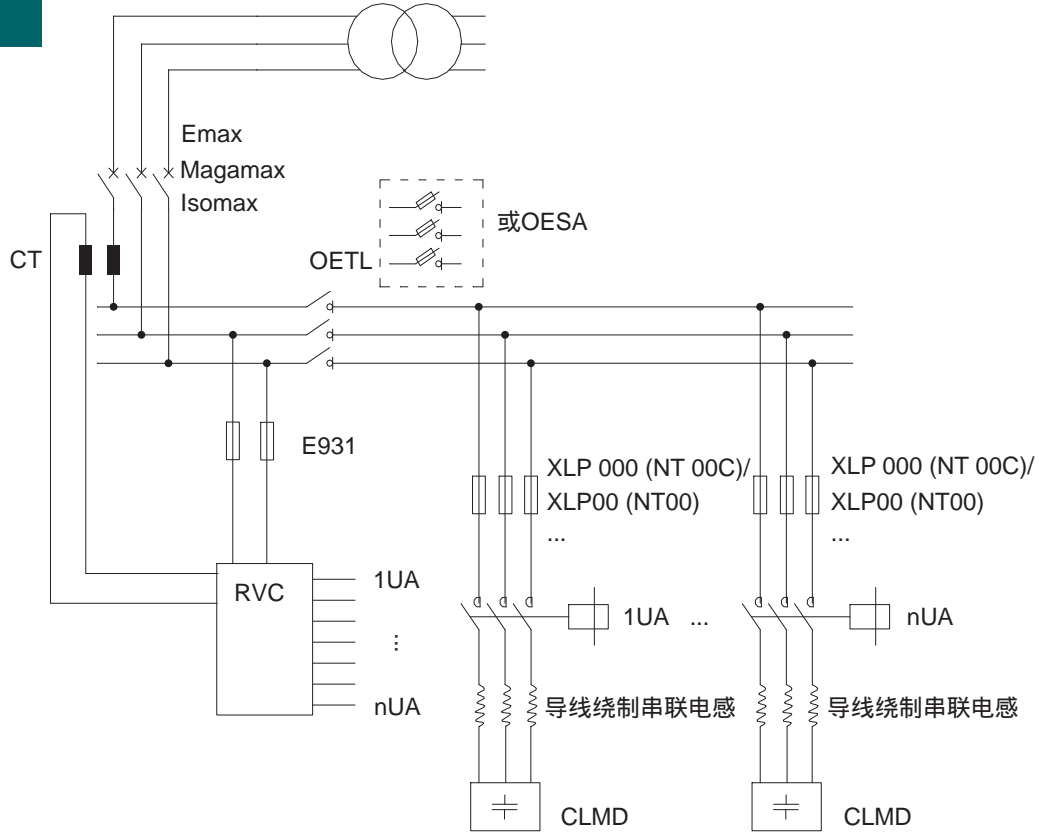 Emax
Magamax
Isomax
或OESA
CT
OETL
E931
XLP 000 (NT 00C)/
XLP00 (NT00)
...
XLP 000 (NT 00C)/
XLP00 (NT00)
...
RVC
1UA
...
nUA
1UA ...
nUA
导线绕制串联电感
导线绕制串联电感
CLMD
CLMD